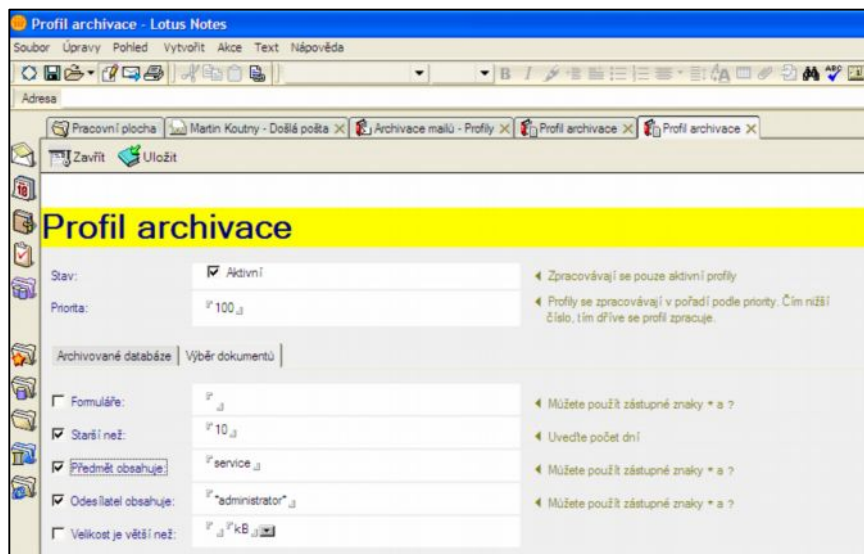 Profil archivace - Lotus Notes
Soubor Úpravy Pohled Vytvořit Akce Text Nápověda
Adresa
Pracovní plocha Martin Koutny - Došlá pošta Archivace mailů - Profily Profil archivace Profil archivace
Zavřít Uložit
Profil archivace
Stav: Aktivní Zpracovávají se pouze aktivní profily
Priorita: 100 Profily se zpracovávají v pořadí podle priority. Čím nižší
číslo, tím dříve se profil zpracuje.
Archivované databáze Výběr dokumentů
Formuláře: Můžete použít zástupné znaky * a ?
Starší než: 10 Uveďte počet dní
Předmět obsahuje: service Můžete použít zástupné znaky * a ?
Odesílatel obsahuje: "administrator" Můžete použít zástupné znaky * a ?
Velikost je větší než: kB